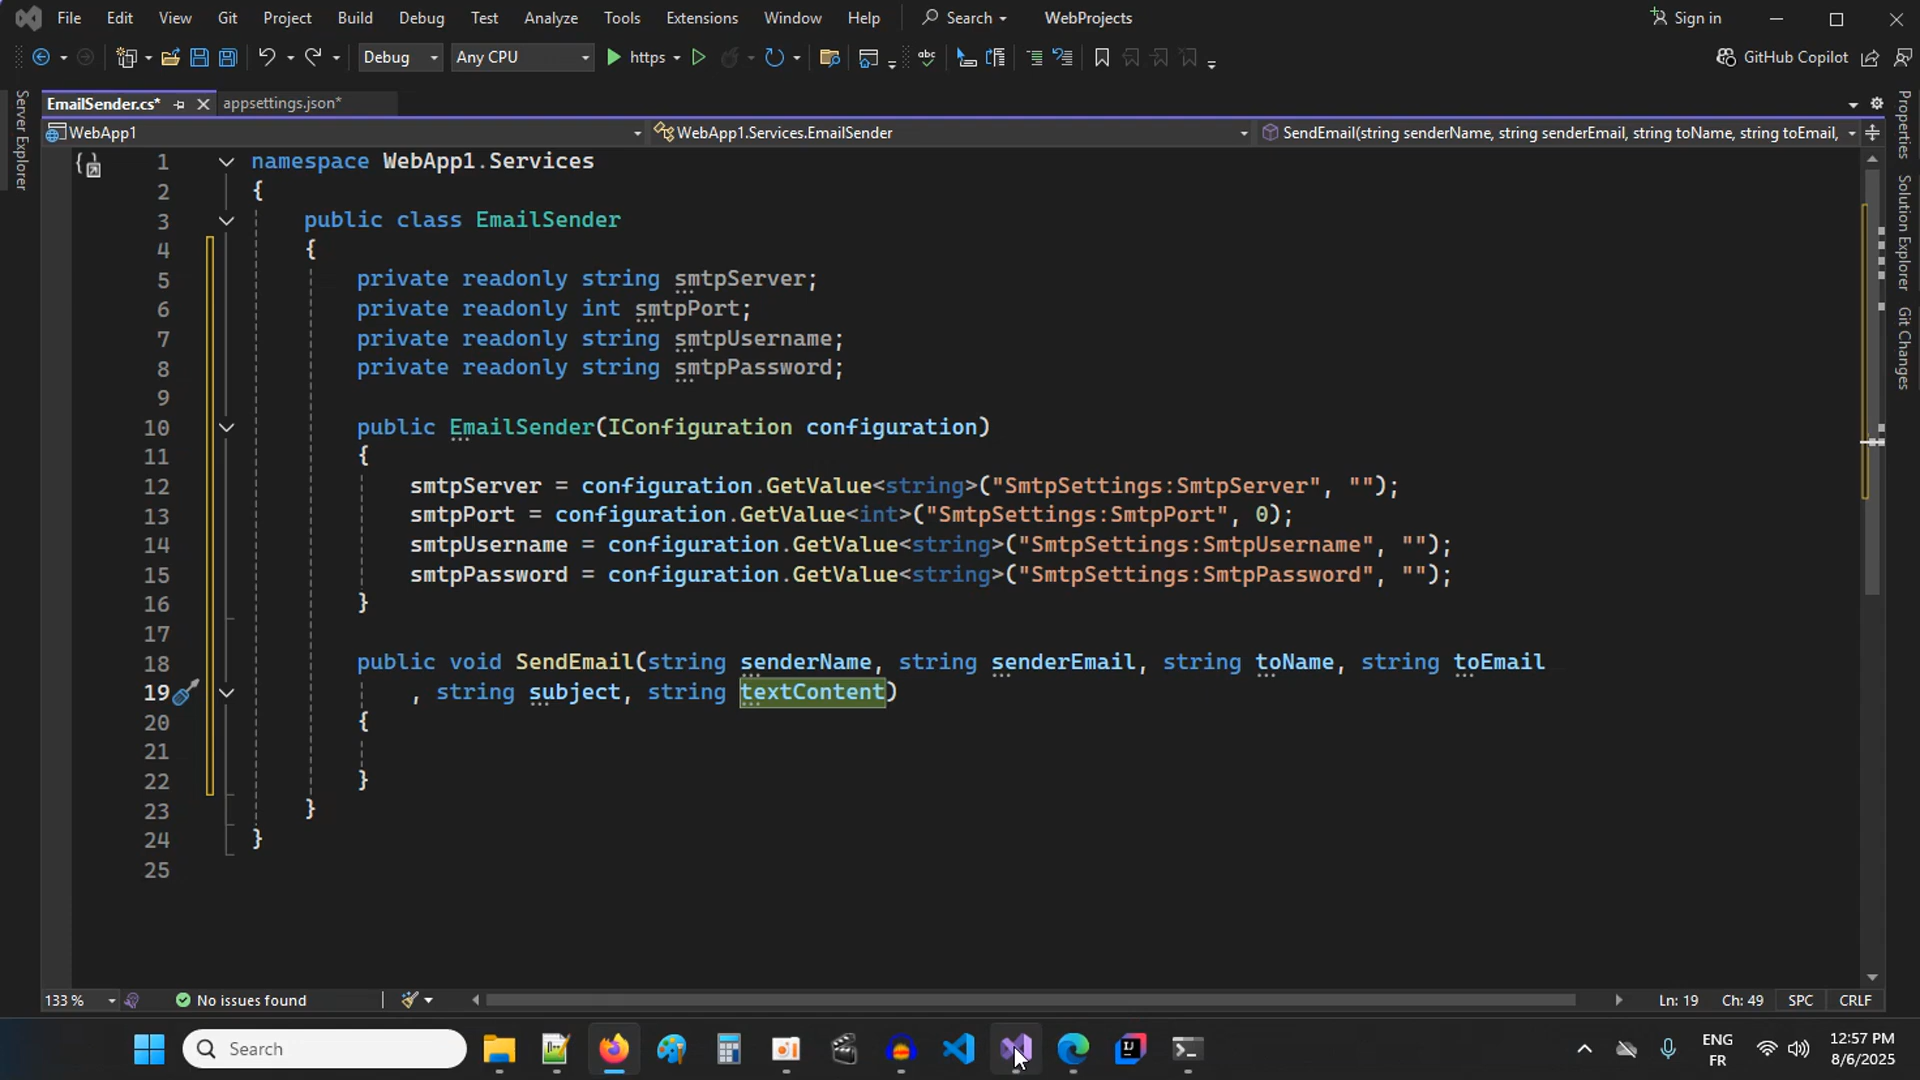 File Edit View Git Project Build Debug Test Analyze Tools Extensions Window Help Search WebProjects Sign in
Debug Any CPU https GitHub Copilot
EmailSender.cs* appsettings.json*
WebApp1 WebApp1.Services.EmailSender SendEmail(string senderName, string senderEmail, string toName, string toEmail,
Server Explorer
Properties
Solution Explorer
Git Changes
1 namespace WebApp1.Services
2 {
3 public class EmailSender
4 {
5 private readonly string smtpServer;
6 private readonly int smtpPort;
7 private readonly string smtpUsername;
8 private readonly string smtpPassword;
9
10 public EmailSender(IConfiguration configuration)
11 {
12 smtpServer = configuration.GetValue<string>("SmtpSettings:SmtpServer", "");
13 smtpPort = configuration.GetValue<int>("SmtpSettings:SmtpPort", 0);
14 smtpUsername = configuration.GetValue<string>("SmtpSettings:SmtpUsername", "");
15 smtpPassword = configuration.GetValue<string>("SmtpSettings:SmtpPassword", "");
16 }
17
18 public void SendEmail(string senderName, string senderEmail, string toName, string toEmail
19 , string subject, string textContent)
20 {
21
22 }
23 }
24 }
25
133 % No issues found Ln: 19 Ch: 49 SPC CRLF
Search ENG 12:57 PM
FR 8/6/2025